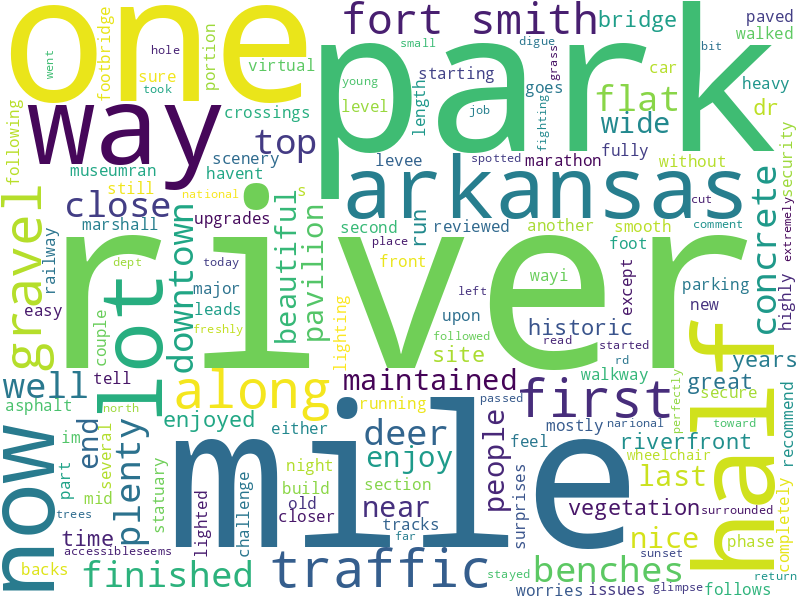 one
park
river
mile
way
arkansas
half
now
lot
first
fort smith
along
traffic
gravel
finished
benches
deer
top
close
flat
wide
concrete
downtown
beautiful
pavilion
plenty
well
maintained
enjoy
near
people
last
nice
vegetation
historic
riverfront
bridge
end
time
run
site
great
years
enjoyed
footbridge
hole
sure
took
went
portion
virtual
small
digue
grass
bit
paved
walked
starting
goes
car
heavy
dr
young
level
length
job
fighting
following
crossings
scenery
museumran
havent
levee
spotted
marathon
fully
without
security
still
national
s
cut
marshall
upgrades
second
reviewed
another
smooth
comment
extremely
railway
dept
place
today
major
front
foot
wayi
except
parking
new
highly
easy
couple
leads
freshly
lighting
upon
left
followed
read
started
rd
walkway
tell
asphalt
north
running
passed
mostly
narional
perfectly
toward
secure
recommend
im
several
part
mid
statuary
either
night
build
section
feel
surprises
wheelchair
surrounded
completely
old
closer
tracks
far
challenge
lighted
trees
accessibleseems
backs
stayed
worries
issues
sunset
glimpse
phase
follows
return